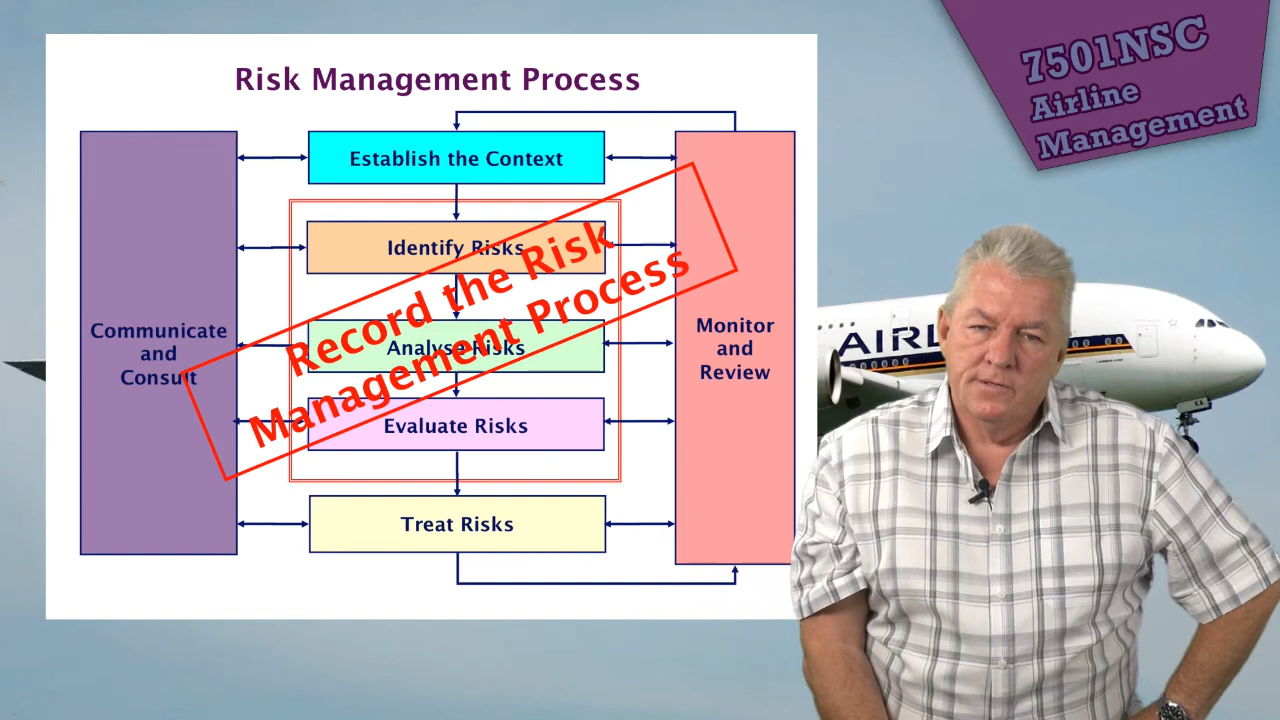 7501NSC
Airline
Management
Risk Management Process
Establish the Context
Identify Risks
Analyse Risks
Evaluate Risks
Treat Risks
Communicate
and
Consult
Monitor
and
Review
Record the Risk
Management Process
AIRL